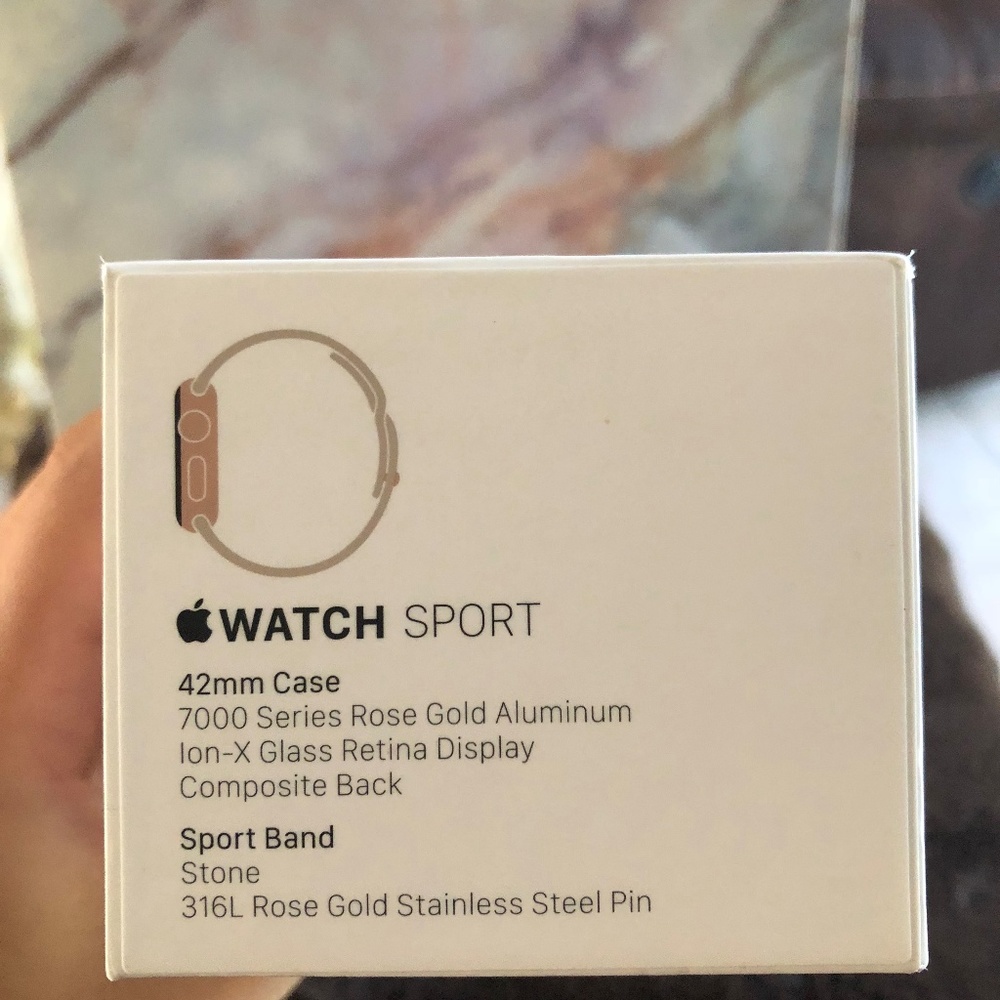 WATCH SPORT
42mm Case
7000 Series Rose Gold Aluminum
Ion-X Glass Retina Display
Composite Back
Sport Band
Stone
316L Rose Gold Stainless Steel Pin